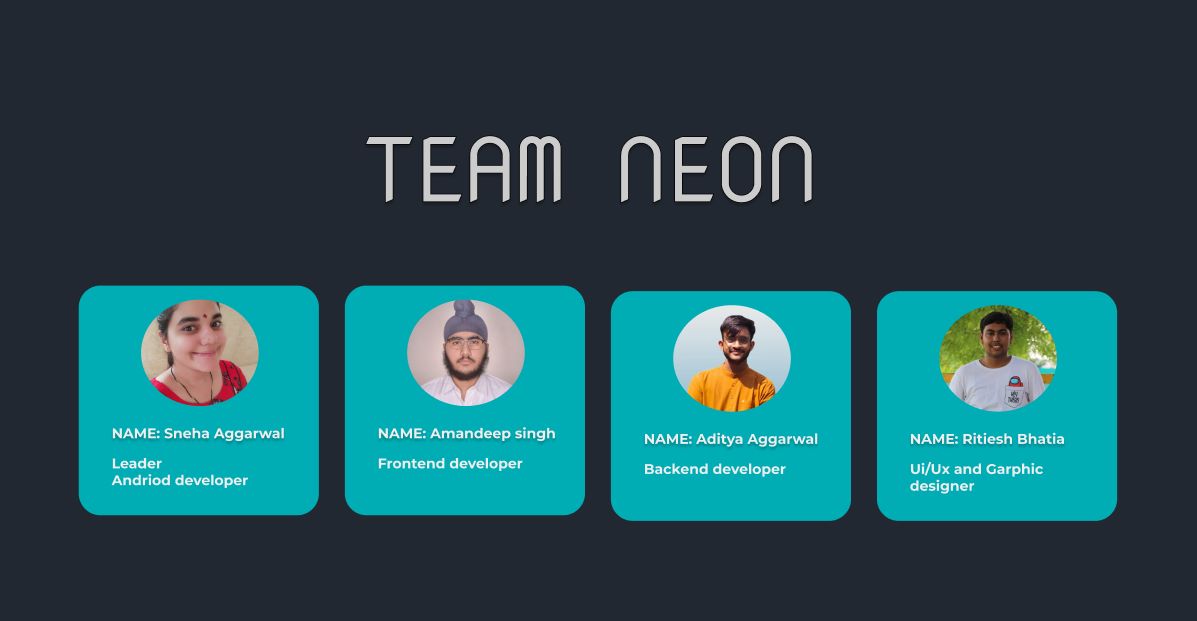 TEAM NEON
NAME: Sneha Aggarwal
Leader
Andriod developer
NAME: Amandeep singh
Frontend developer
NAME: Aditya Aggarwal
Backend developer
NAME: Ritiesh Bhatia
Ui/Ux and Garphic
designer